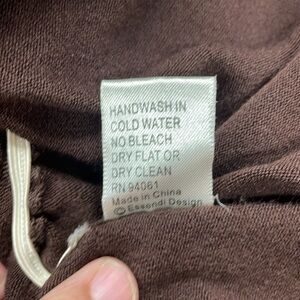 HANDWASH IN
COLD WATER
NO BLEACH
DRY FLAT OR
DRY CLEAN
RN 94061
Made in China
© Essendi Design